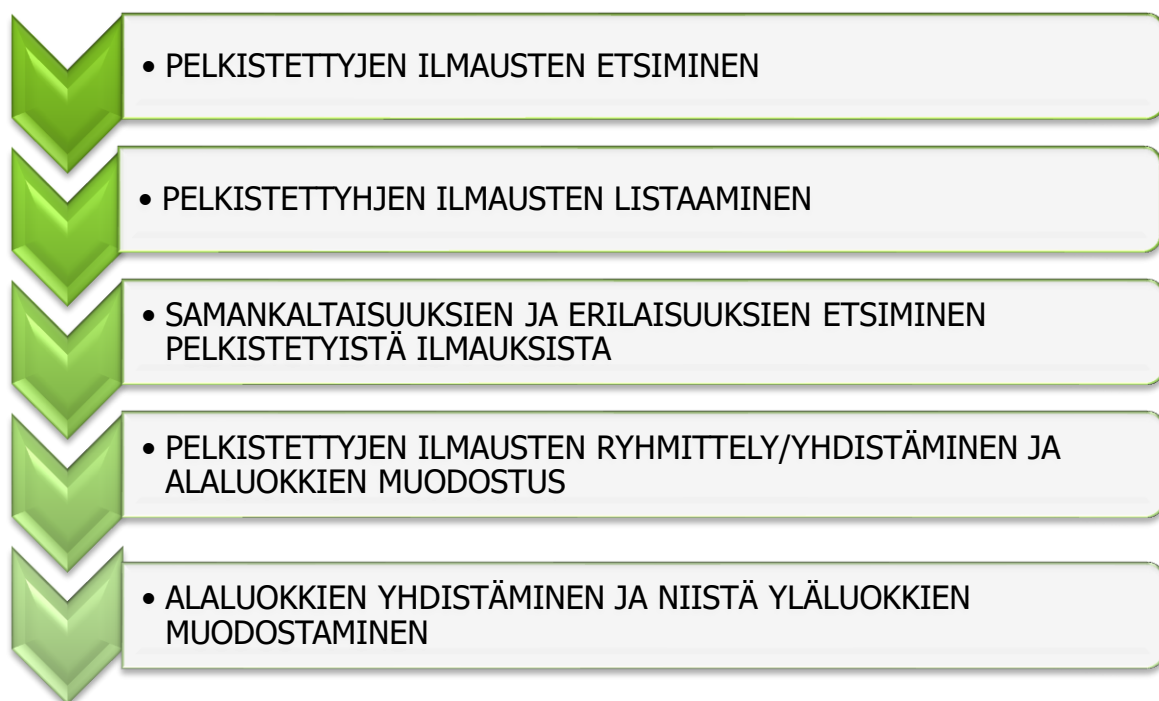 • PELKISTETTYJEN ILMAUSTEN ETSIMINEN
• PELKISTETTYHJEN ILMAUSTEN LISTAAMINEN
• SAMANKALTAISUUKSIEN JA ERILAISUUKSIEN ETSIMINEN
PELKISTETYISTÄ ILMAUKSISTA
• PELKISTETTYJEN ILMAUSTEN RYHMITTELY/YHDISTÄMINEN JA
ALALUOKKIEN MUODOSTUS
• ALALUOKKIEN YHDISTÄMINEN JA NIISTÄ YLÄLUOKKIEN
MUODOSTAMINEN